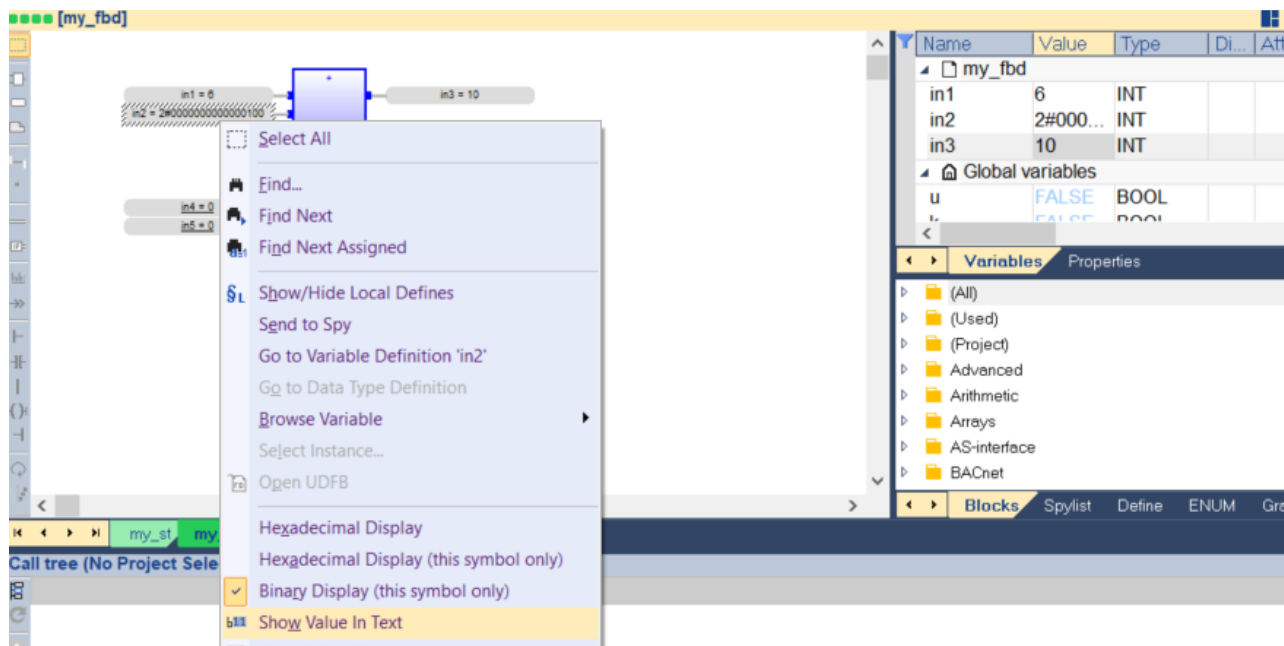 [my_fbd]
+
in1 = 6
in3 = 10
in2 = 2#0000000000000100
in4 = 0
in5 = 0
Select All
Find...
Find Next
Find Next Assigned
Show/Hide Local Defines
Send to Spy
Go to Variable Definition 'in2'
Go to Data Type Definition
Browse Variable
Select Instance...
Open UDFB
Hexadecimal Display
Hexadecimal Display (this symbol only)
Binary Display (this symbol only)
Show Value In Text
Name Value Type Di... Att
my_fbd
in1 6 INT
in2 2#000... INT
in3 10 INT
Global variables
u FALSE BOOL
Variables Properties
(All)
(Used)
(Project)
Advanced
Arithmetic
Arrays
AS-interface
BACnet
Blocks Spylist Define ENUM Gra
my_st my_
Call tree (No Project Sele